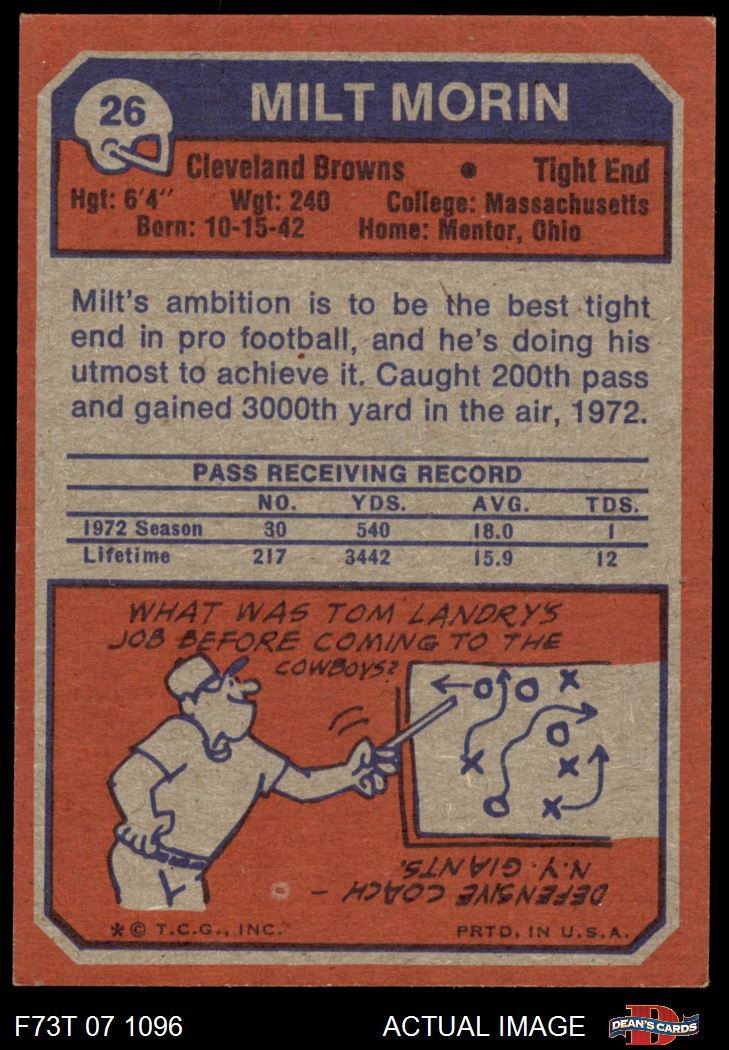 26
MILT MORIN
Cleveland Browns • Tight End
Hgt: 6'4" Wgt: 240 College: Massachusetts
Born: 10-15-42 Home: Mentor, Ohio
Milt's ambition is to be the best tight
end in pro football, and he's doing his
utmost to achieve it. Caught 200th pass
and gained 3000th yard in the air, 1972.
PASS RECEIVING RECORD
NO. YDS. AVG. TDS.
1972 Season 30 540 18.0 1
Lifetime 217 3442 15.9 12
WHAT WAS TOM LANDRY'S
JOB BEFORE COMING TO THE
COWBOYS?
DEFENSIVE COACH –
N.Y. GIANTS.
*© T.C.G., INC. PRTD. IN U.S.A.
F73T 07 1096 ACTUAL IMAGE
D
DEAN'S CARDS